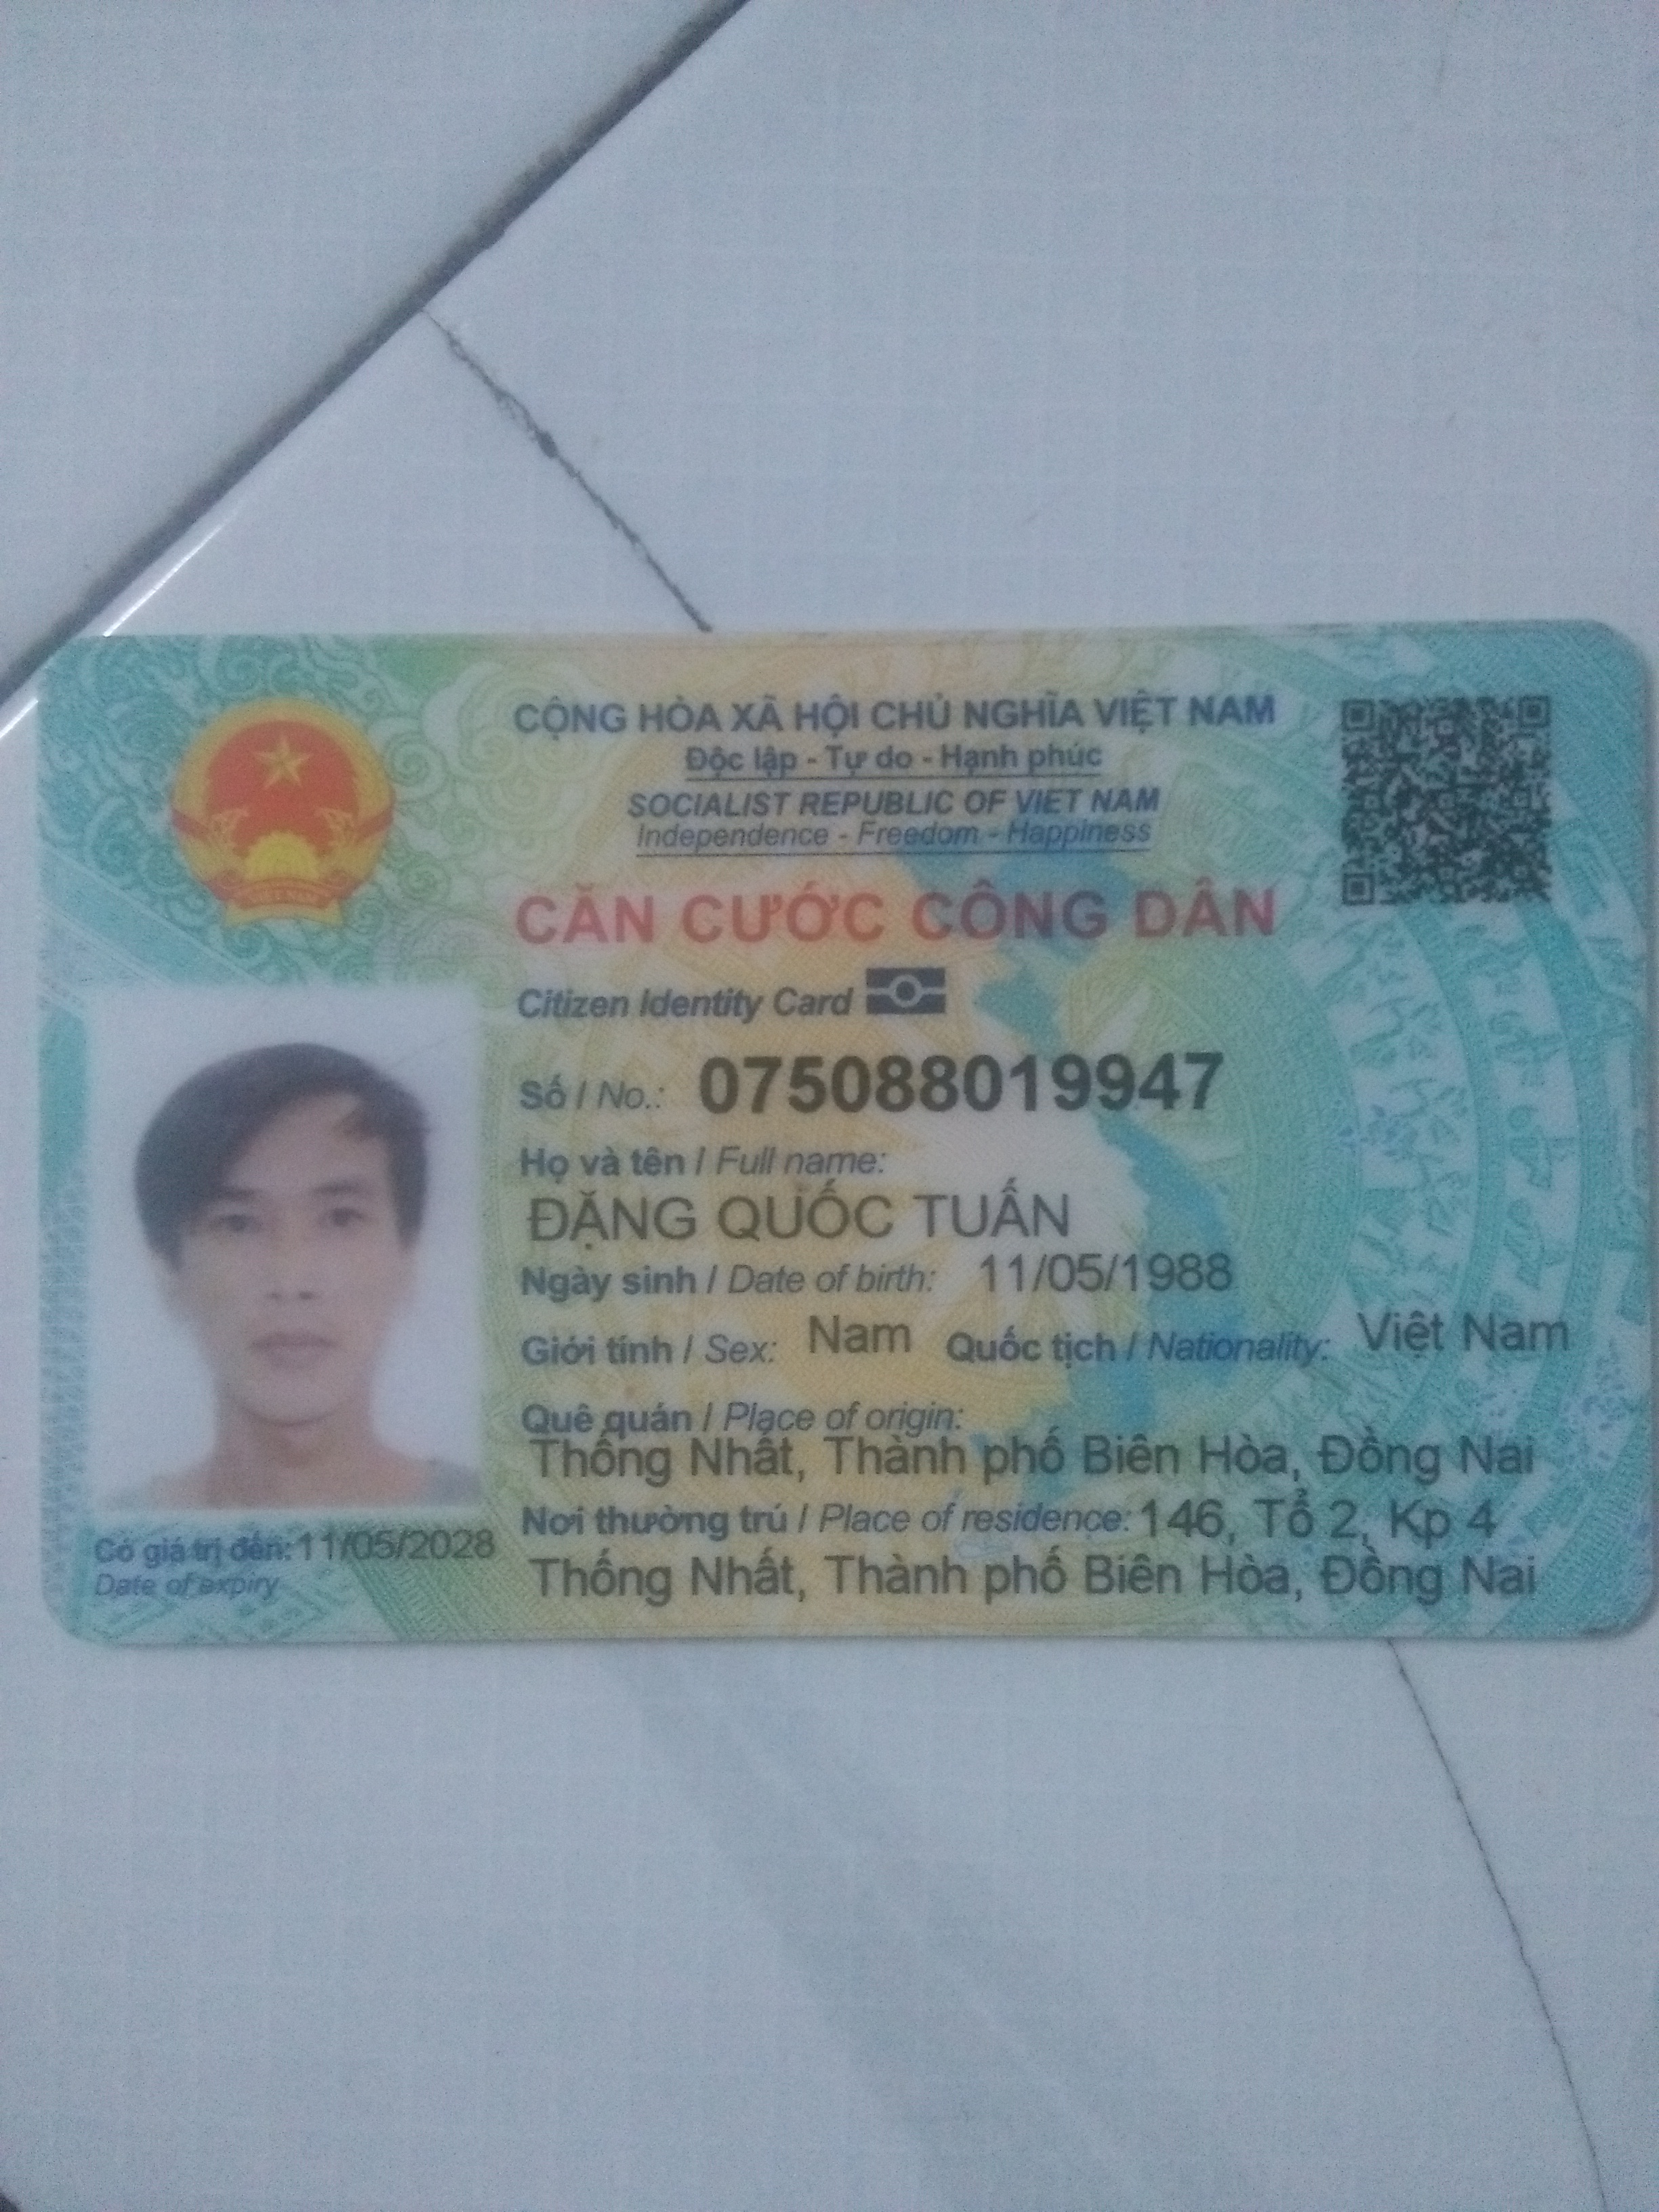 CỘNG HÒA XÃ HỘI CHỦ NGHĨA VIỆT NAM
Độc lập - Tự do - Hạnh phúc
SOCIALIST REPUBLIC OF VIET NAM
Independence - Freedom - Happiness
CĂN CƯỚC CÔNG DÂN
Citizen Identity Card
Số / No.: 075088019947
Họ và tên / Full name:
ĐẶNG QUỐC TUẤN
Ngày sinh / Date of birth: 11/05/1988
Giới tính / Sex: Nam Quốc tịch / Nationality: Việt Nam
Quê quán / Place of origin:
Thống Nhất, Thành phố Biên Hòa, Đồng Nai
Nơi thường trú / Place of residence: 146, Tổ 2, Kp 4
Thống Nhất, Thành phố Biên Hòa, Đồng Nai
Có giá trị đến: 11/05/2028
Date of expiry